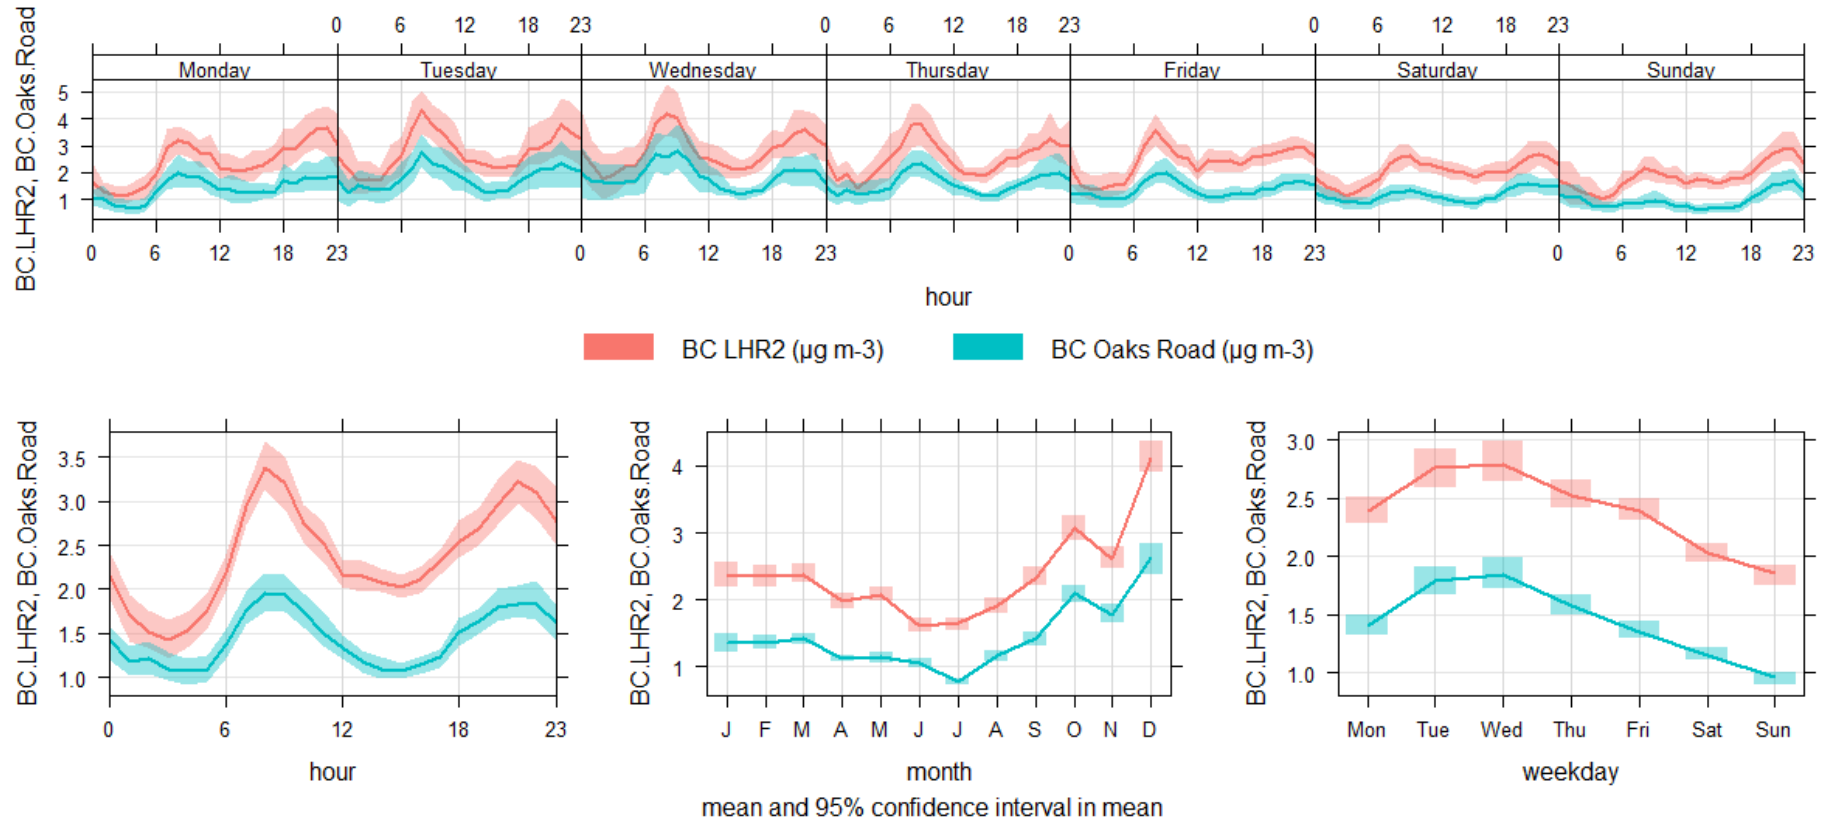 0 6 12 18 23 0 6 12 18 23 0 6 12 18 23
Monday Tuesday Wednesday Thursday Friday Saturday Sunday
BC.LHR2, BC.Oaks.Road
5
4
3
2
1
0 6 12 18 23 0 6 12 18 23 0 6 12 18 23 0 6 12 18 23
hour
BC LHR2 (µg m-3) BC Oaks Road (µg m-3)
BC.LHR2, BC.Oaks.Road
3.5
3.0
2.5
2.0
1.5
1.0
0 6 12 18 23
hour
BC.LHR2, BC.Oaks.Road
4
3
2
1
J F M A M J J A S O N D
month
BC.LHR2, BC.Oaks.Road
3.0
2.5
2.0
1.5
1.0
Mon Tue Wed Thu Fri Sat Sun
weekday
mean and 95% confidence interval in mean